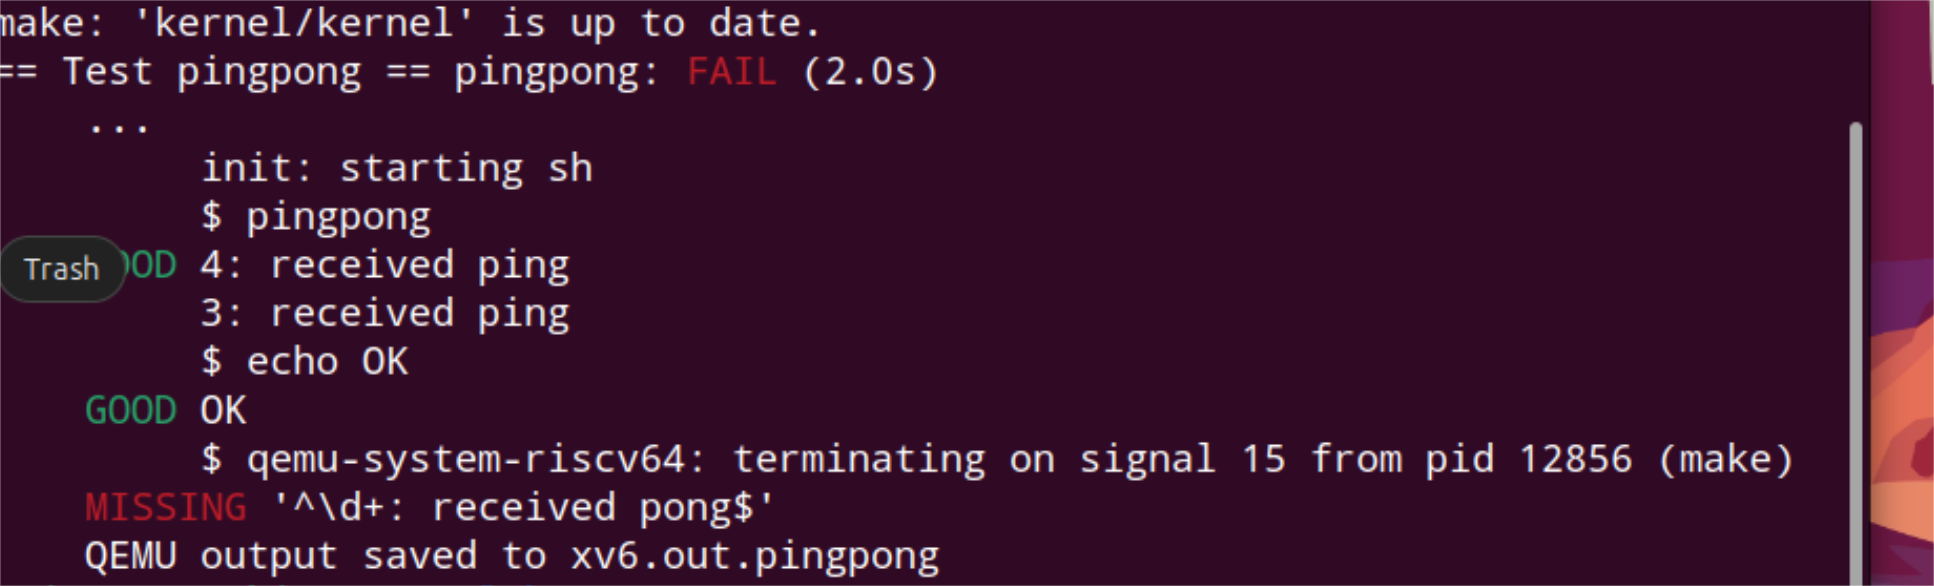 make: 'kernel/kernel' is up to date.
== Test pingpong == pingpong: FAIL (2.0s)
...
init: starting sh
$ pingpong
Trash OOD 4: received ping
3: received ping
$ echo OK
GOOD OK
$ qemu-system-riscv64: terminating on signal 15 from pid 12856 (make)
MISSING '^\d+: received pong$'
QEMU output saved to xv6.out.pingpong